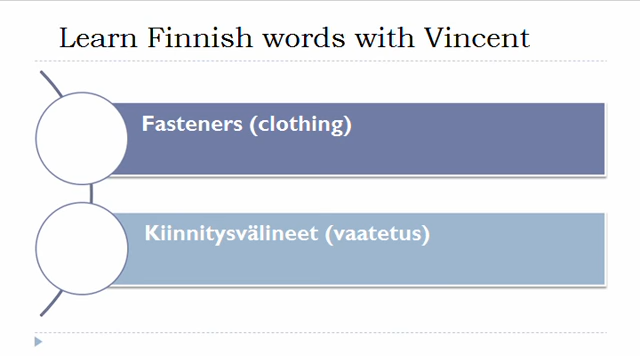 Learn Finnish words with Vincent
Fasteners (clothing)
Kiinnitysvälineet (vaatetus)